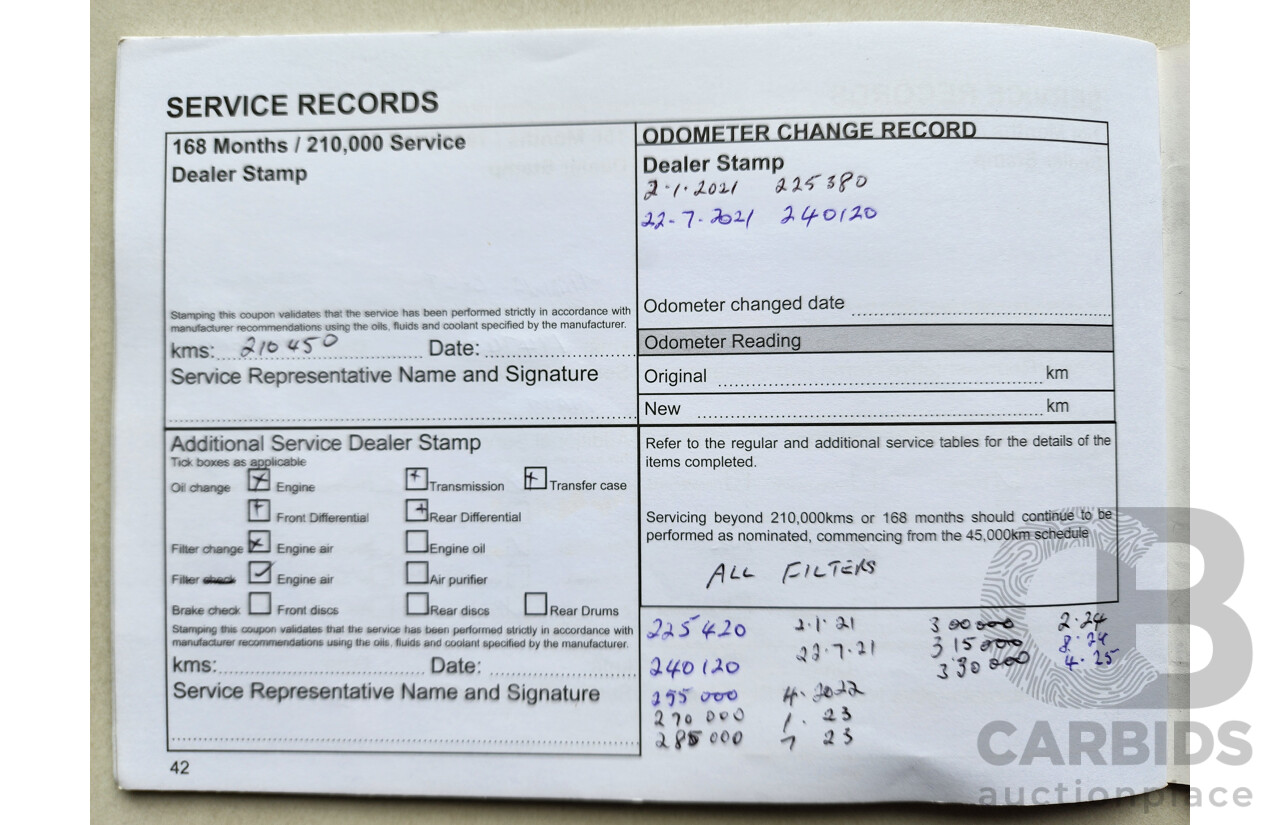 SERVICE RECORDS
168 Months / 210,000 Service
Dealer Stamp
Stamping this coupon validates that the service has been performed strictly in accordance with
manufacturer recommendations using the oils, fluids and coolant specified by the manufacturer.
kms: 210 450 Date:
Service Representative Name and Signature
ODOMETER CHANGE RECORD
Dealer Stamp
2.1.2021 225380
22-7-2021 240120
Odometer changed date
Odometer Reading
Original km
New km
Additional Service Dealer Stamp
Tick boxes as applicable
Oil change Engine Transmission Transfer case
Front Differential Rear Differential
Filter change Engine air Engine oil
Filler check Engine air Air purifier
Brake check Front discs Rear discs Rear Drums
Stamping this coupon validates that the service has been performed strictly in accordance with
manufacturer recommendations using the oils, fluids and coolant specified by the manufacturer.
kms: Date:
Service Representative Name and Signature
Refer to the regular and additional service tables for the details of the
items completed.
Servicing beyond 210,000kms or 168 months should continue to be
performed as nominated, commencing from the 45,000km schedule
ALL FILTERS
225420 2.1.21 300000 2.24
240120 22.7.21 315000 8.24
255 000 4.2022 330000 4.25
270 000 1. 23
285 000 7 23
42
CB
CARBIDS
auctionplace